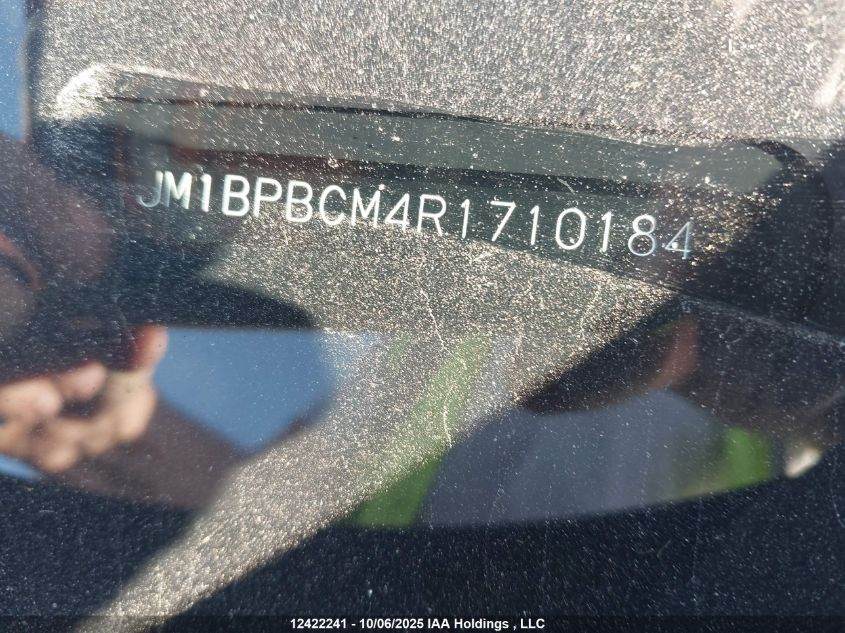 JM1BPBCM4R1710184
12422241 - 10/06/2025 IAA Holdings , LLC